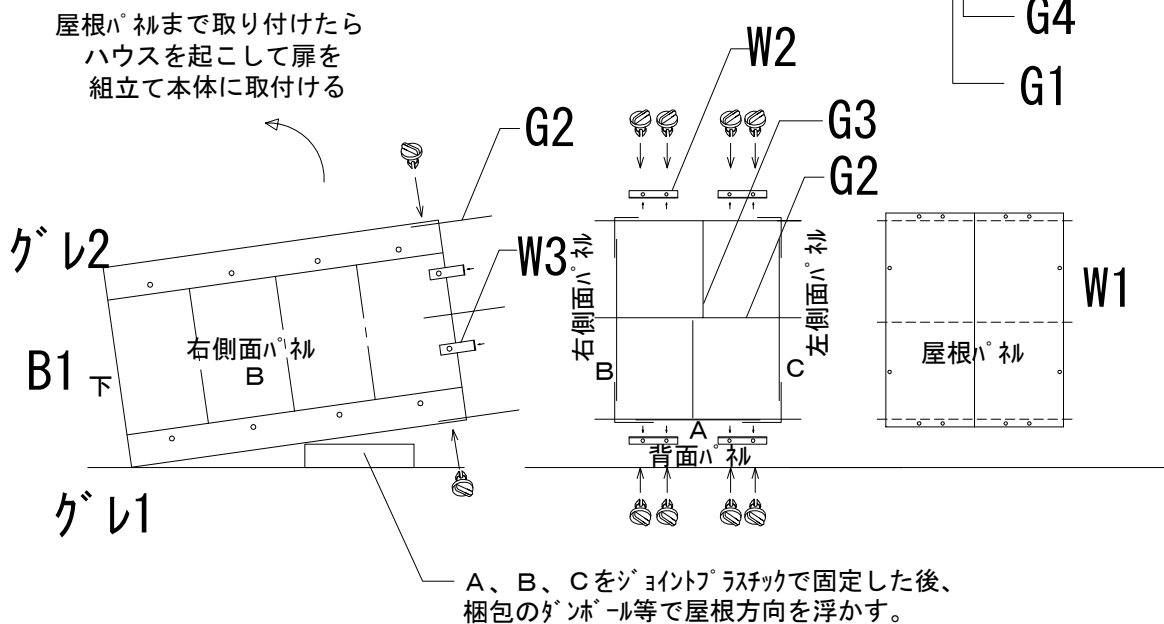 屋根ﾊﾟﾈﾙまで取り付けたら
ハウスを起こして扉を
組立て本体に取付ける
G4
G1
W2
G3
G2
G2
グレ2
W3
右側面ﾊﾟﾈﾙ
B
B1
下
右側面ﾊﾟﾈﾙ
B
左側面ﾊﾟﾈﾙ
C
A
背面ﾊﾟﾈﾙ
屋根ﾊﾟﾈﾙ
W1
グレ1
A、B、Cをｼﾞｮｲﾝﾄﾌﾟﾗｽﾁｯｸで固定した後、
梱包のﾀﾞﾝﾎﾞｰﾙ等で屋根方向を浮かす。